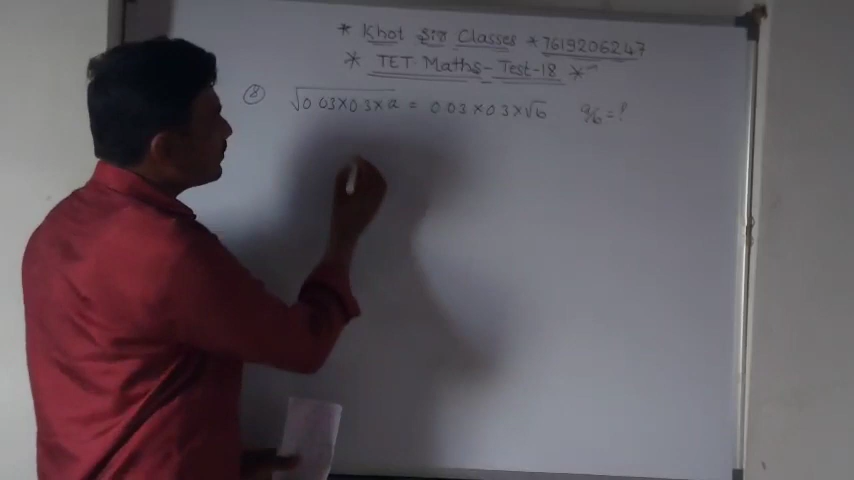 * Khot Sir Classes * 7619206247
* TET Maths - Test-18 *
8 √0.03×0.3×a = 0.03×0.3×√b a/b = ?